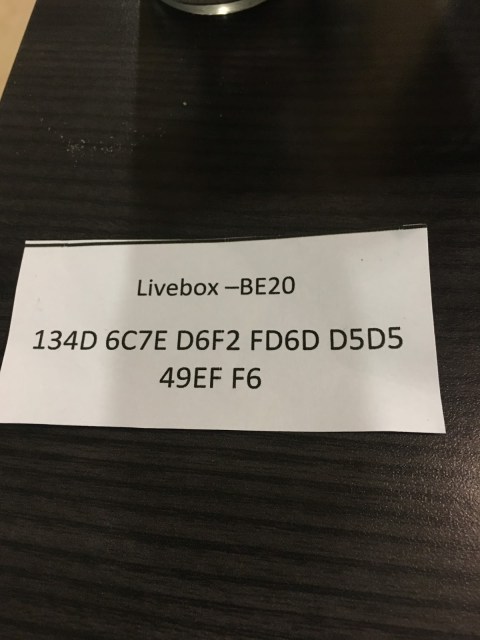 Livebox –BE20
134D 6C7E D6F2 FD6D D5D5
49EF F6